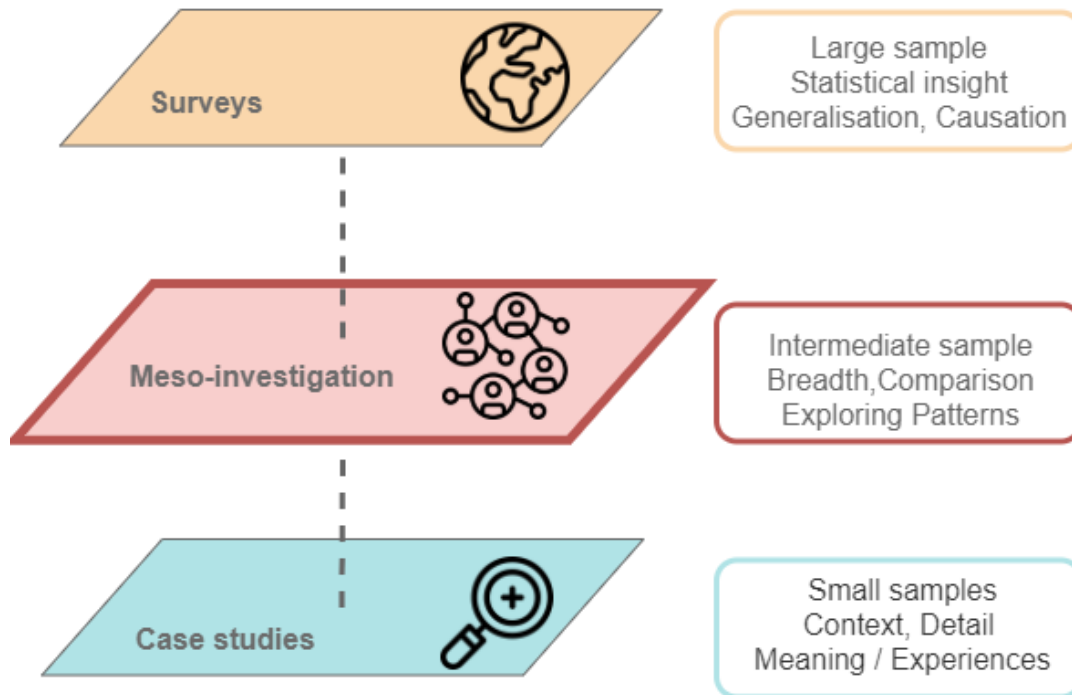 Surveys
Large sample
Statistical insight
Generalisation, Causation
Meso-investigation
Intermediate sample
Breadth,Comparison
Exploring Patterns
Case studies
Small samples
Context, Detail
Meaning / Experiences